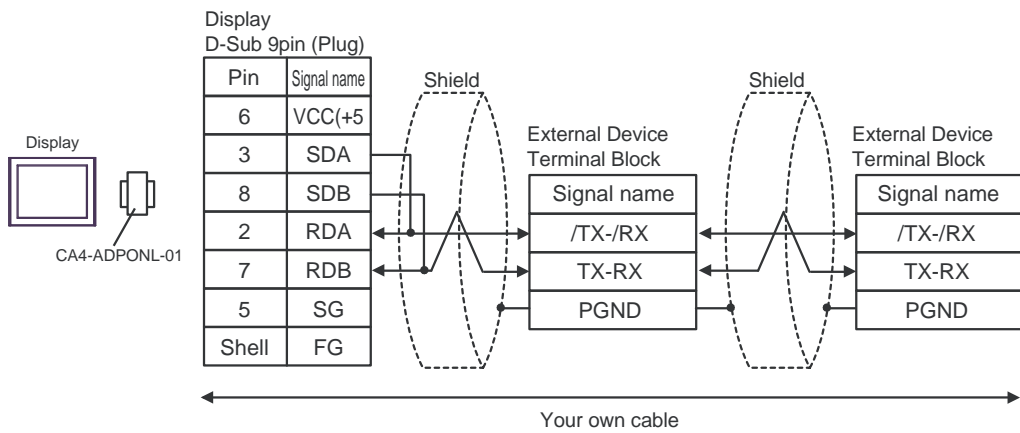 Display
D-Sub 9pin (Plug)
Pin Signal name
6 VCC(+5
3 SDA
8 SDB
2 RDA
7 RDB
5 SG
Shell FG
Display
CA4-ADPONL-01
Shield
External Device
Terminal Block
Signal name
/TX-/RX
TX-RX
PGND
Shield
External Device
Terminal Block
Signal name
/TX-/RX
TX-RX
PGND
Your own cable